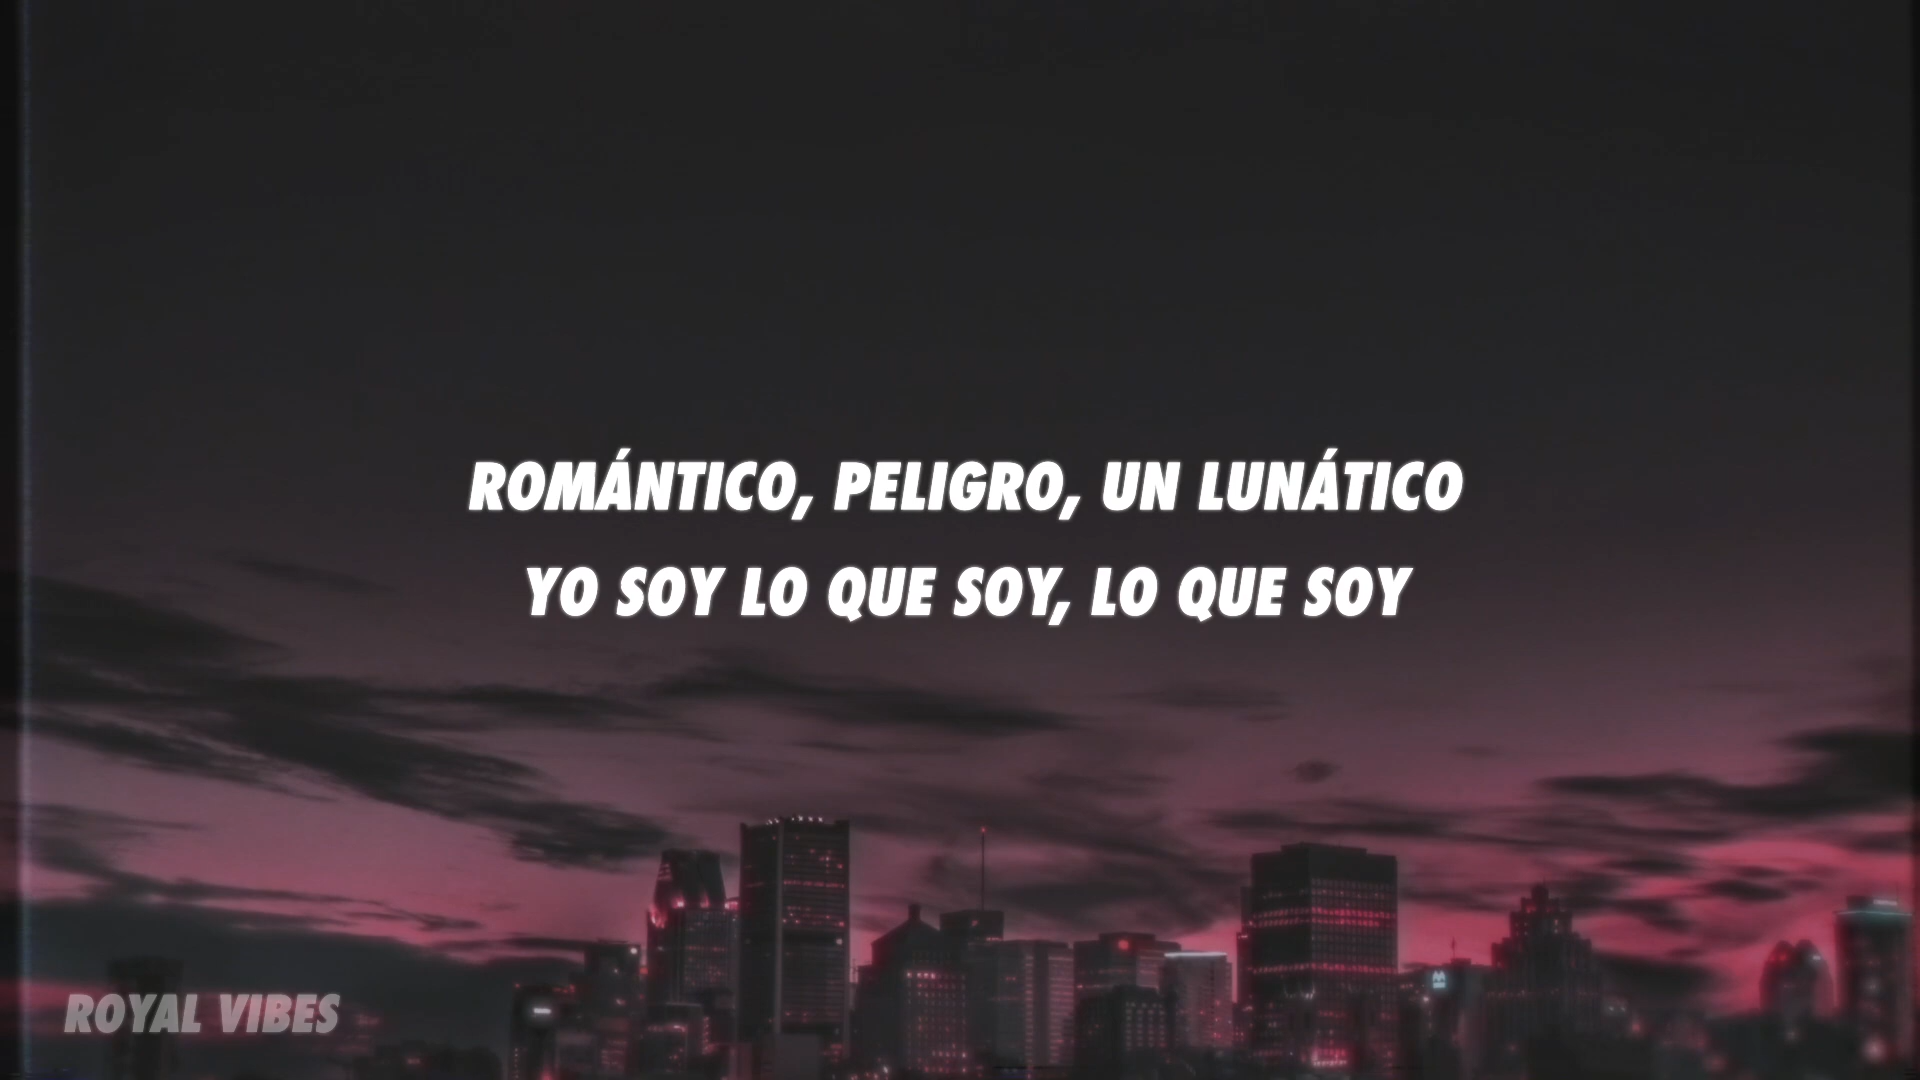 ROMÁNTICO, PELIGRO, UN LUNÁTICO
YO SOY LO QUE SOY, LO QUE SOY
ROYAL VIBES